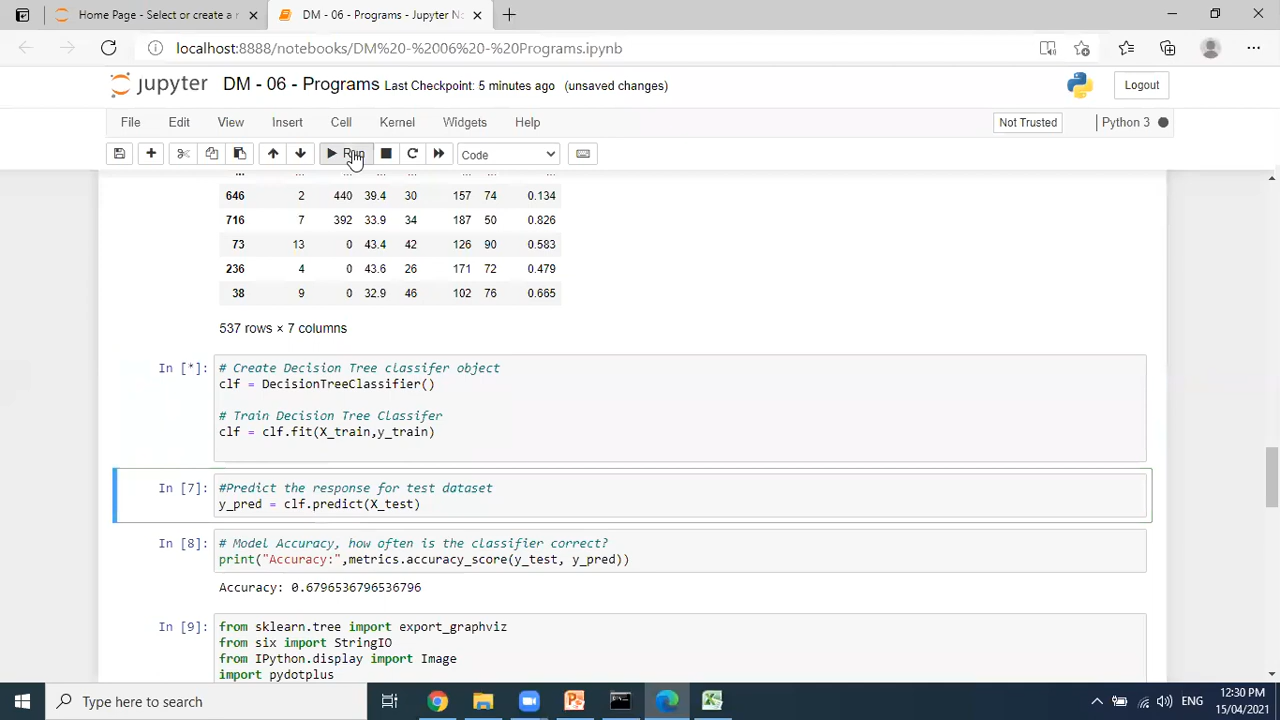 Home Page - Select or create a n
DM - 06 - Programs - Jupyter No
localhost:8888/notebooks/DM%20-%2006%20-%20Programs.ipynb
jupyter DM - 06 - Programs Last Checkpoint: 5 minutes ago (unsaved changes) Logout
File Edit View Insert Cell Kernel Widgets Help Not Trusted Python 3
Run Code
646 2 440 39.4 30 157 74 0.134
716 7 392 33.9 34 187 50 0.826
73 13 0 43.4 42 126 90 0.583
236 4 0 43.6 26 171 72 0.479
38 9 0 32.9 46 102 76 0.665
537 rows × 7 columns
In [*]: # Create Decision Tree classifer object
clf = DecisionTreeClassifier()
# Train Decision Tree Classifer
clf = clf.fit(X_train,y_train)
In [7]: #Predict the response for test dataset
y_pred = clf.predict(X_test)
In [8]: # Model Accuracy, how often is the classifier correct?
print("Accuracy:",metrics.accuracy_score(y_test, y_pred))
Accuracy: 0.6796536796536796
In [9]: from sklearn.tree import export_graphviz
from six import StringIO
from IPython.display import Image
import pydotplus
Type here to search
ENG
12:30 PM
15/04/2021